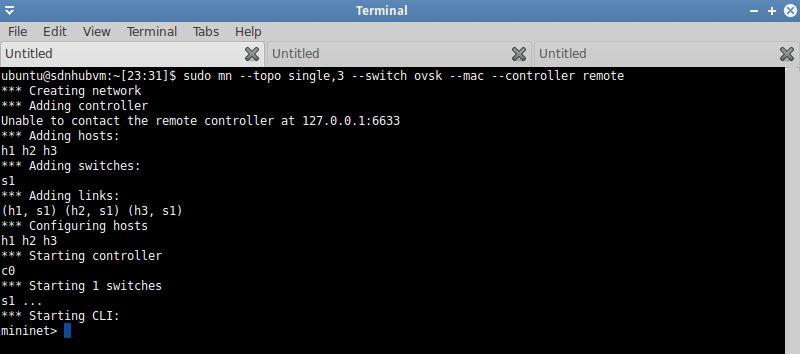 Terminal
File Edit View Terminal Tabs Help
Untitled Untitled Untitled
ubuntu@sdnhubvm:~[23:31]$ sudo mn --topo single,3 --switch ovsk --mac --controller remote
*** Creating network
*** Adding controller
Unable to contact the remote controller at 127.0.0.1:6633
*** Adding hosts:
h1 h2 h3
*** Adding switches:
s1
*** Adding links:
(h1, s1) (h2, s1) (h3, s1)
*** Configuring hosts
h1 h2 h3
*** Starting controller
c0
*** Starting 1 switches
s1 ...
*** Starting CLI:
mininet>